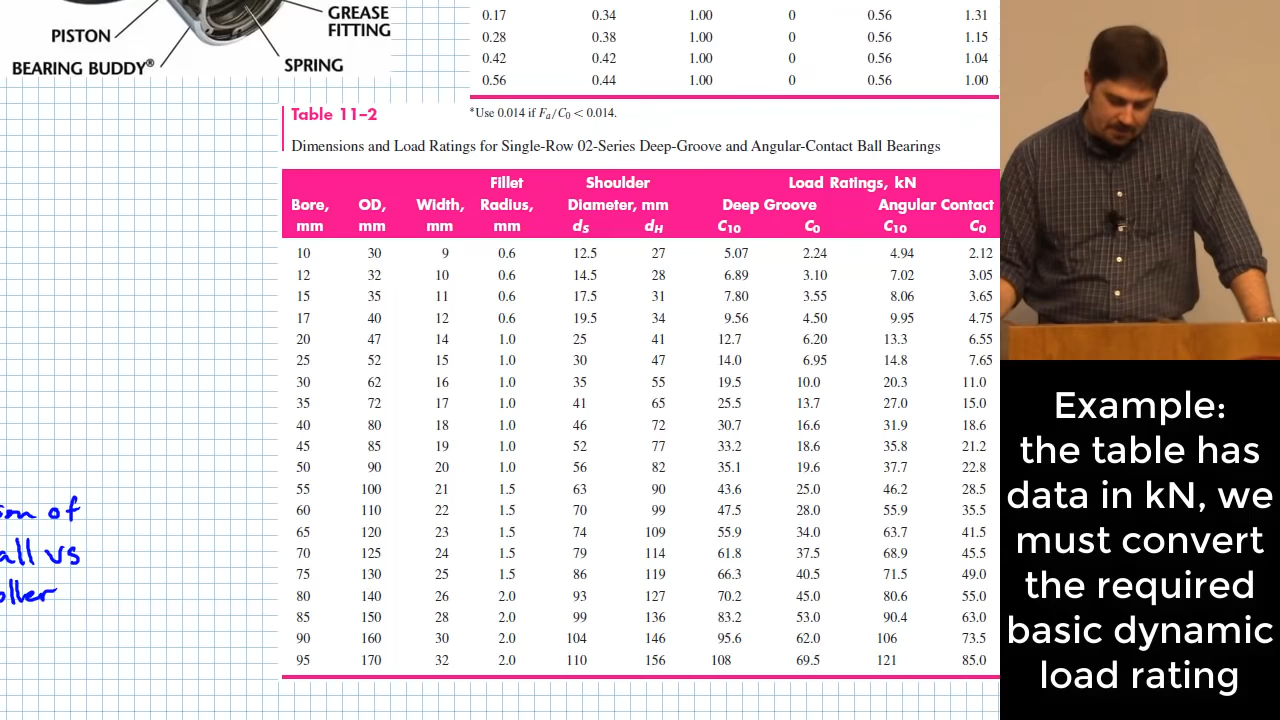 PISTON
BEARING BUDDY®
GREASE
FITTING
SPRING
0.17 0.34 1.00 0 0.56 1.31
0.28 0.38 1.00 0 0.56 1.15
0.42 0.42 1.00 0 0.56 1.04
0.56 0.44 1.00 0 0.56 1.00
*Use 0.014 if Fa/C0 < 0.014.
Table 11–2
Dimensions and Load Ratings for Single-Row 02-Series Deep-Groove and Angular-Contact Ball Bearings
Fillet Shoulder Load Ratings, kN
Bore, OD, Width, Radius, Diameter, mm Deep Groove Angular Contact
mm mm mm mm dS dH C10 C0 C10 C0
10 30 9 0.6 12.5 27 5.07 2.24 4.94 2.12
12 32 10 0.6 14.5 28 6.89 3.10 7.02 3.05
15 35 11 0.6 17.5 31 7.80 3.55 8.06 3.65
17 40 12 0.6 19.5 34 9.56 4.50 9.95 4.75
20 47 14 1.0 25 41 12.7 6.20 13.3 6.55
25 52 15 1.0 30 47 14.0 6.95 14.8 7.65
30 62 16 1.0 35 55 19.5 10.0 20.3 11.0
35 72 17 1.0 41 65 25.5 13.7 27.0 15.0
40 80 18 1.0 46 72 30.7 16.6 31.9 18.6
45 85 19 1.0 52 77 33.2 18.6 35.8 21.2
50 90 20 1.0 56 82 35.1 19.6 37.7 22.8
55 100 21 1.5 63 90 43.6 25.0 46.2 28.5
60 110 22 1.5 70 99 47.5 28.0 55.9 35.5
65 120 23 1.5 74 109 55.9 34.0 63.7 41.5
70 125 24 1.5 79 114 61.8 37.5 68.9 45.5
75 130 25 1.5 86 119 66.3 40.5 71.5 49.0
80 140 26 2.0 93 127 70.2 45.0 80.6 55.0
85 150 28 2.0 99 136 83.2 53.0 90.4 63.0
90 160 30 2.0 104 146 95.6 62.0 106 73.5
95 170 32 2.0 110 156 108 69.5 121 85.0
of
all vs
oller
Example:
the table has
data in kN, we
must convert
the required
basic dynamic
load rating